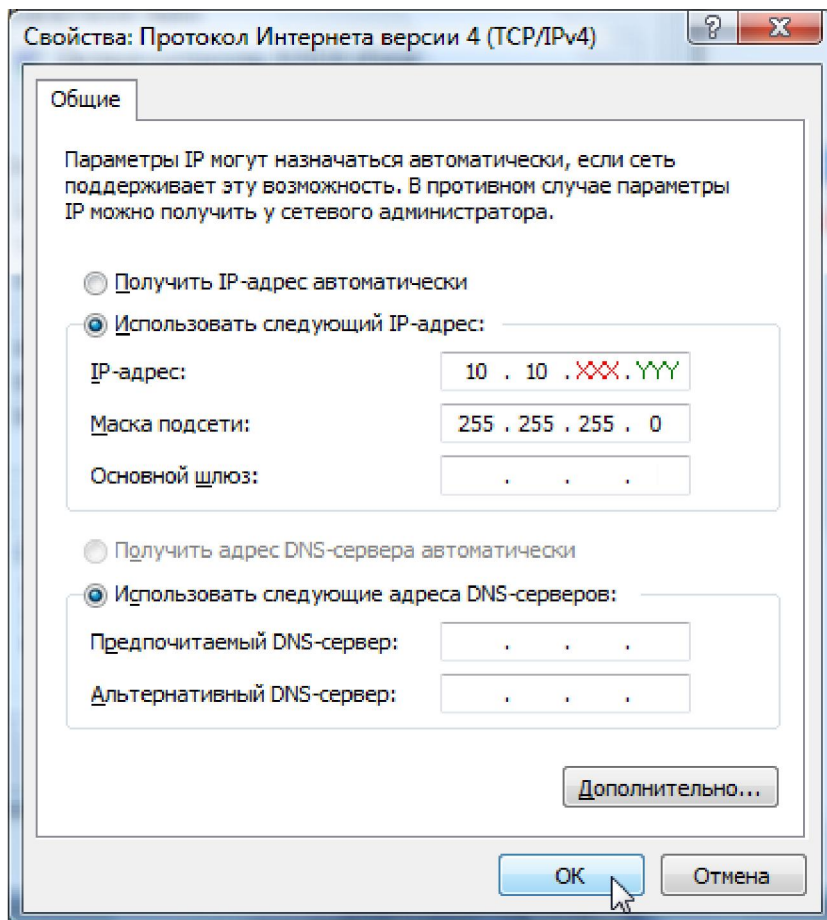 Свойства: Протокол Интернета версии 4 (TCP/IPv4)
?
X
Общие
Параметры IP могут назначаться автоматически, если сеть
поддерживает эту возможность. В противном случае параметры
IP можно получить у сетевого администратора.
Получить IP-адрес автоматически
Использовать следующий IP-адрес:
IP-адрес: 10 . 10 . XXX . YYY
Маска подсети: 255 . 255 . 255 . 0
Основной шлюз: . . .
Получить адрес DNS-сервера автоматически
Использовать следующие адреса DNS-серверов:
Предпочитаемый DNS-сервер: . . .
Альтернативный DNS-сервер: . . .
Дополнительно...
ОК Отмена